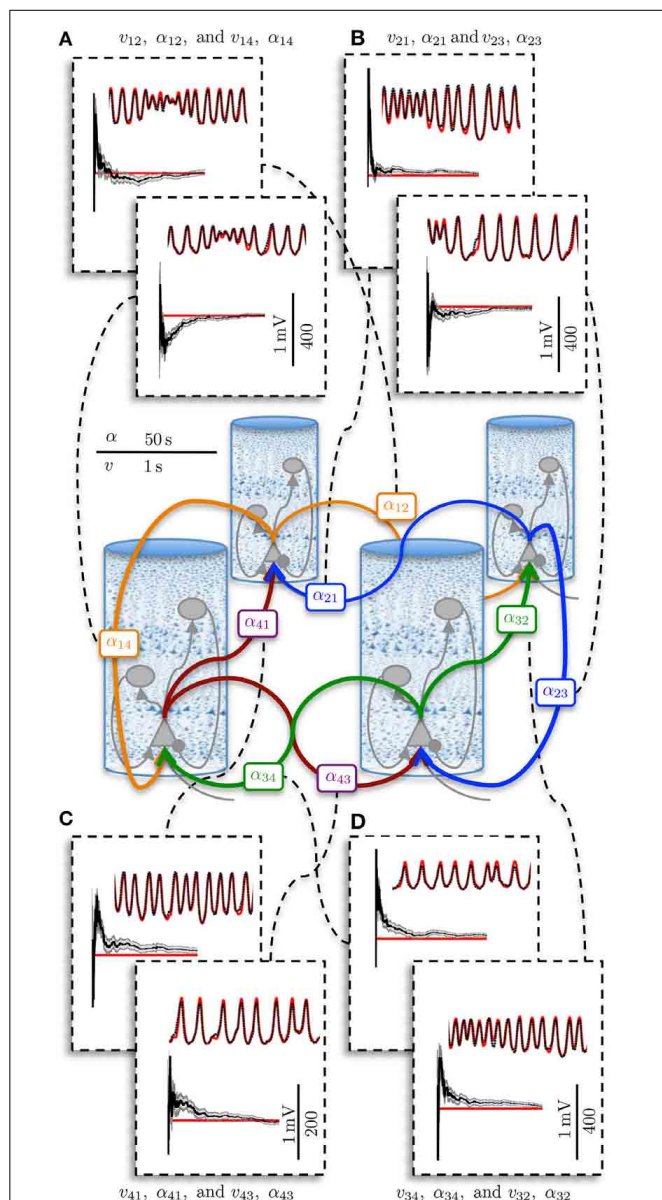 A v₁₂, α₁₂, and v₁₄, α₁₄
B v₂₁, α₂₁ and v₂₃, α₂₃
1 mV
400
1 mV
400
α 50 s
v 1 s
α₁₂
α₂₁
α₄₁
α₃₂
α₁₄
α₂₃
α₃₄
α₄₃
C
D
1 mV
200
1 mV
400
v₄₁, α₄₁, and v₄₃, α₄₃
v₃₄, α₃₄, and v₃₂, α₃₂